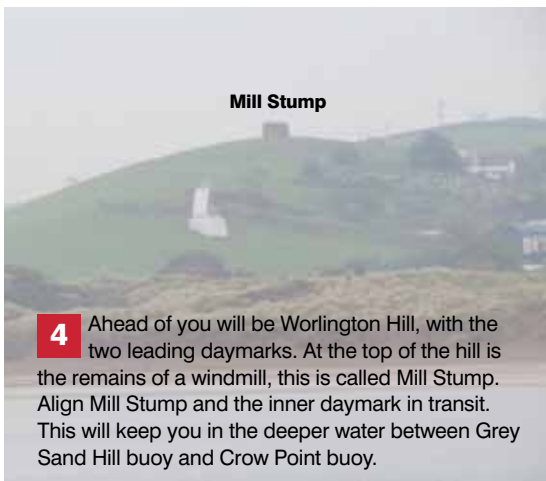 Mill Stump
4 Ahead of you will be Worlington Hill, with the
two leading daymarks. At the top of the hill is
the remains of a windmill, this is called Mill Stump.
Align Mill Stump and the inner daymark in transit.
This will keep you in the deeper water between Grey
Sand Hill buoy and Crow Point buoy.